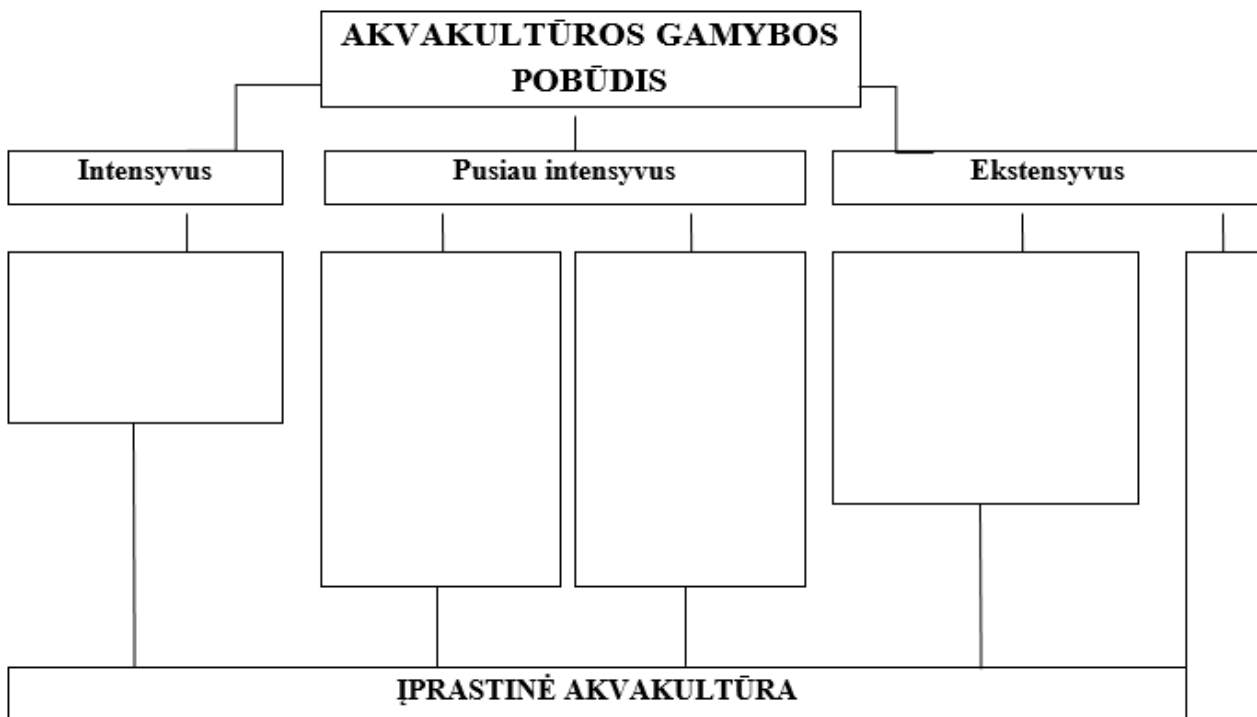 AKVAKULTŪROS GAMYBOS
POBŪDIS
Intensyvus
Pusiau intensyvus
Ekstensyvus
ĮPRASTINĖ AKVAKULTŪRA